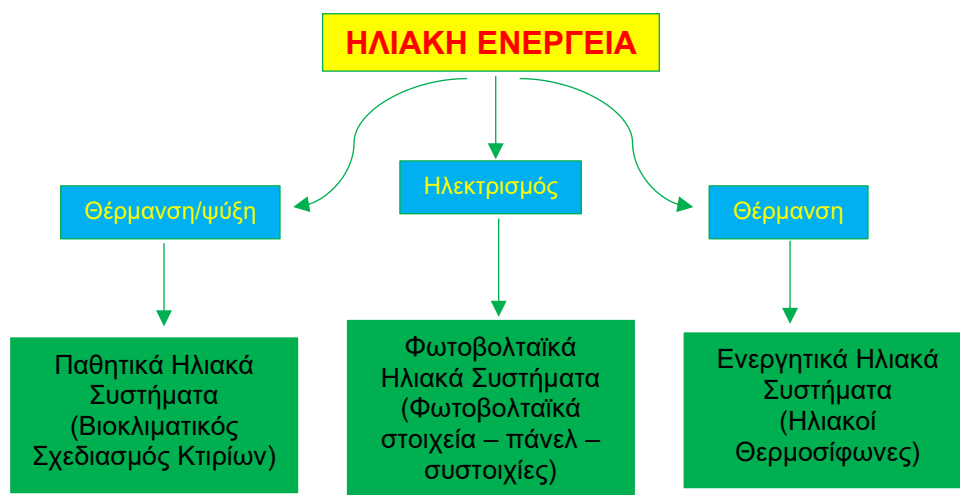 ΗΛΙΑΚΗ ΕΝΕΡΓΕΙΑ
Θέρμανση/ψύξη
Ηλεκτρισμός
Θέρμανση
Παθητικά Ηλιακά
Συστήματα
(Βιοκλιματικός
Σχεδιασμός Κτιρίων)
Φωτοβολταϊκά
Ηλιακά Συστήματα
(Φωτοβολταϊκά
στοιχεία – πάνελ –
συστοιχίες)
Ενεργητικά Ηλιακά
Συστήματα
(Ηλιακοί
Θερμοσίφωνες)